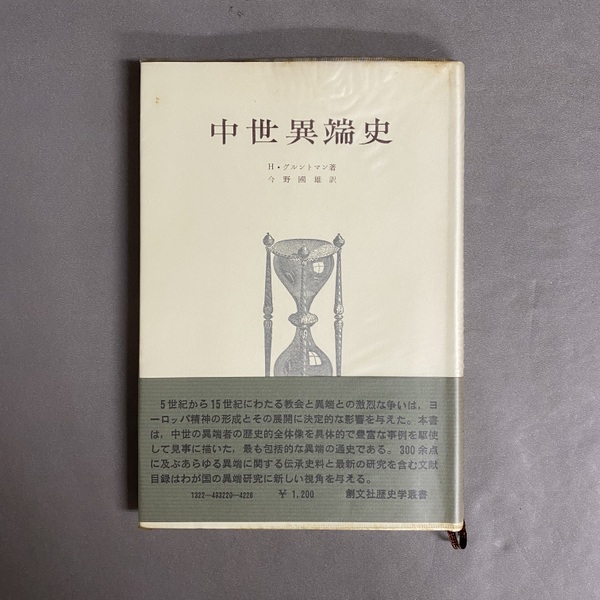 中世異端史
H・グルントマン著
今野國雄訳
5世紀から15世紀にわたる教会と異端との激烈な争いは，ヨ
ーロッパ精神の形成とその展開に決定的な影響を与えた。本書
は，中世の異端者の歴史的全体像を具体的で豊富な事例を駆使
して見事に描いた，最も包括的な異端の通史である。300余点
に及ぶあらゆる異端に関する伝承史料と最新の研究を含む文献
目録はわが国の異端研究に新しい視角を与える。
1322—493220—4226 ￥1,200 創文社歴史学叢書